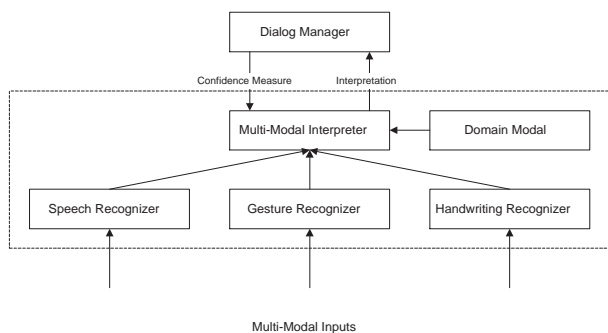 Dialog Manager
Confidence Measure
Interpretation
Multi-Modal Interpreter
Domain Modal
Speech Recognizer
Gesture Recognizer
Handwriting Recognizer
Multi-Modal Inputs